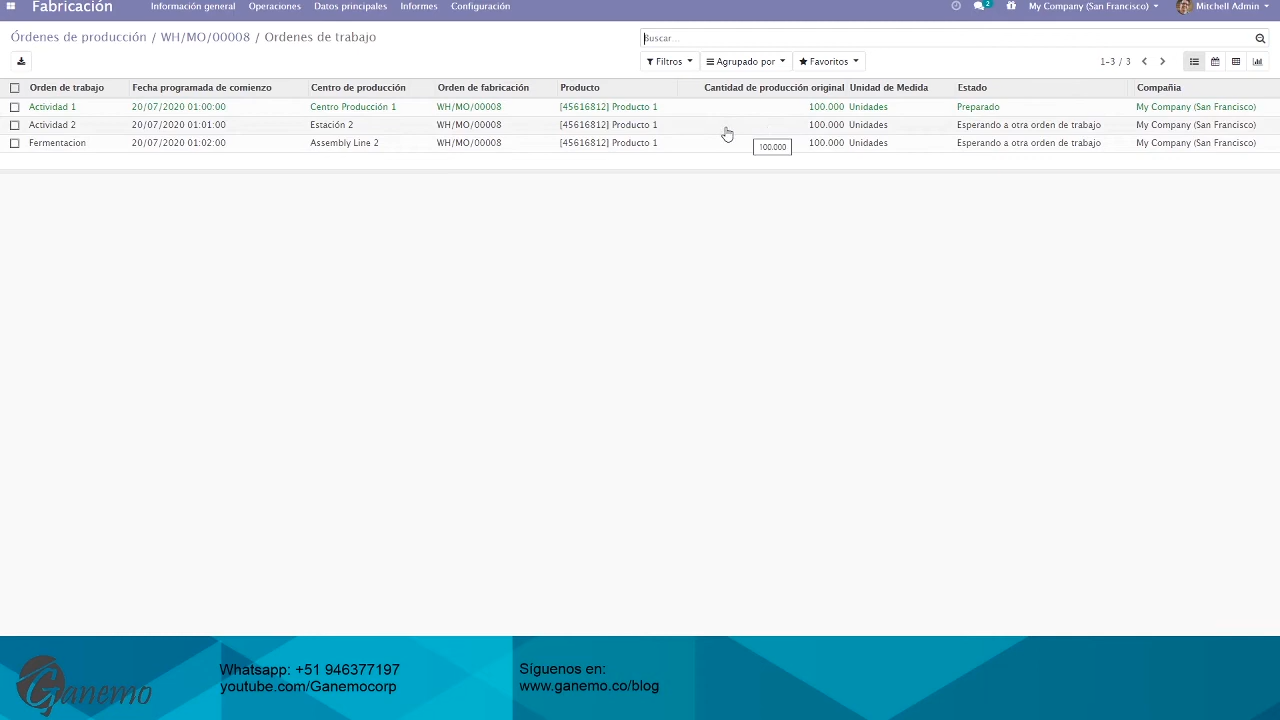 Fabricación Información general Operaciones Datos principales Informes Configuración 2 My Company (San Francisco) Mitchell Admin
Órdenes de producción / WH/MO/00008 / Ordenes de trabajo Buscar...
Filtros Agrupado por Favoritos 1-3 / 3
Orden de trabajo Fecha programada de comienzo Centro de producción Orden de fabricación Producto Cantidad de producción original Unidad de Medida Estado Compañía
Actividad 1 20/07/2020 01:00:00 Centro Producción 1 WH/MO/00008 [45616812] Producto 1 100.000 Unidades Preparado My Company (San Francisco)
Actividad 2 20/07/2020 01:01:00 Estación 2 WH/MO/00008 [45616812] Producto 1 100.000 Unidades Esperando a otra orden de trabajo My Company (San Francisco)
Fermentacion 20/07/2020 01:02:00 Assembly Line 2 WH/MO/00008 [45616812] Producto 1 100.000 Unidades Esperando a otra orden de trabajo My Company (San Francisco)
100.000
Ganemo
Whatsapp: +51 946377197
youtube.com/Ganemocorp
Síguenos en:
www.ganemo.co/blog